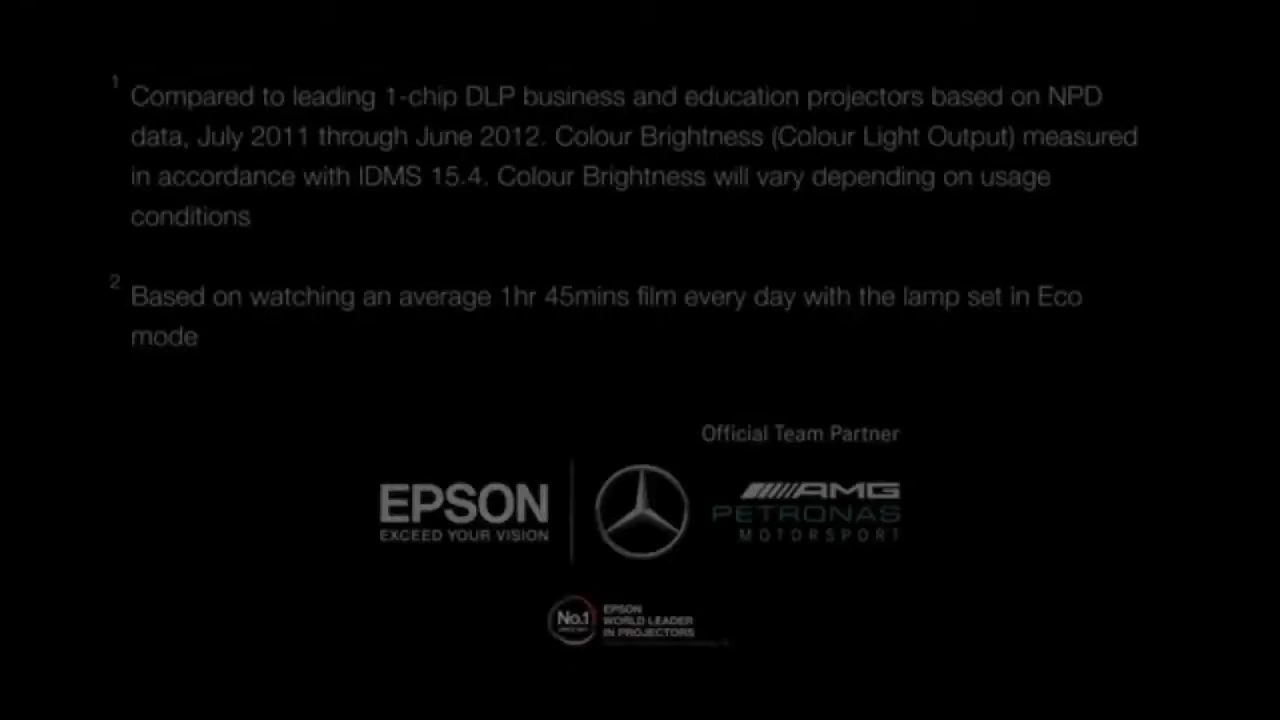 1 Compared to leading 1-chip DLP business and education projectors based on NPD
data, July 2011 through June 2012. Colour Brightness (Colour Light Output) measured
in accordance with IDMS 15.4. Colour Brightness will vary depending on usage
conditions
2 Based on watching an average 1hr 45mins film every day with the lamp set in Eco
mode
Official Team Partner
EPSON
EXCEED YOUR VISION
AMG
PETRONAS
MOTORSPORT
No.1
EPSON
WORLD LEADER
IN PROJECTORS